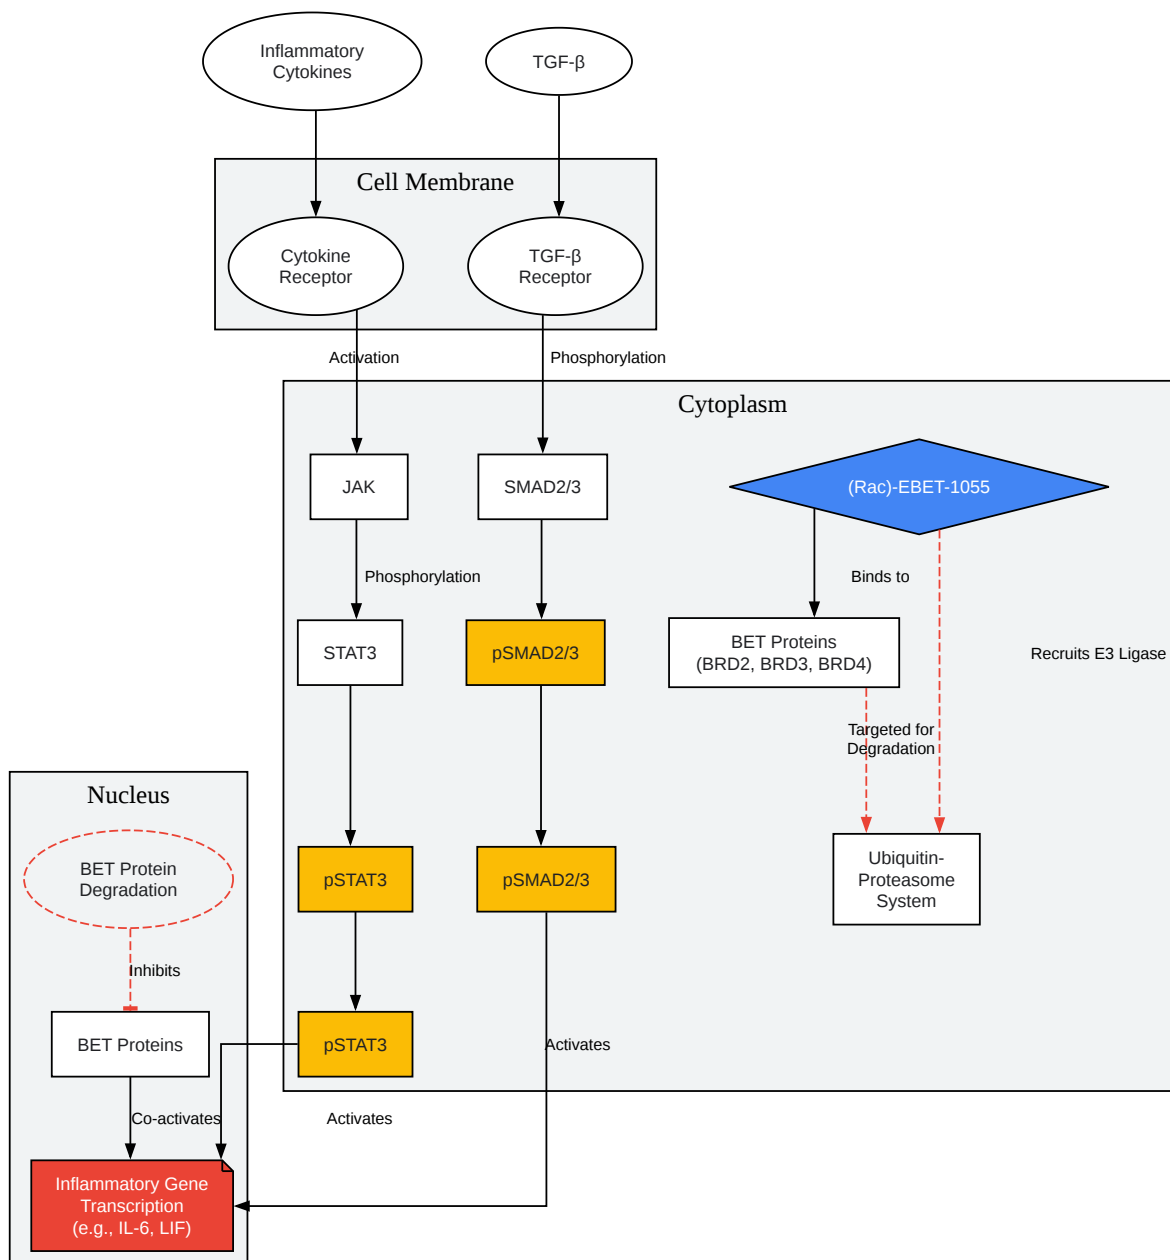 Inflammatory
Cytokines
TGF-β
Cell Membrane
Cytokine
Receptor
TGF-β
Receptor
Activation
Phosphorylation
Cytoplasm
JAK
SMAD2/3
(Rac)-EBET-1055
Phosphorylation
Binds to
STAT3
pSMAD2/3
BET Proteins
(BRD2, BRD3, BRD4)
Recruits E3 Ligase
Targeted for
Degradation
Nucleus
BET Protein
Degradation
pSTAT3
pSMAD2/3
Ubiquitin-
Proteasome
System
Inhibits
BET Proteins
pSTAT3
Activates
Co-activates
Activates
Inflammatory Gene
Transcription
(e.g., IL-6, LIF)